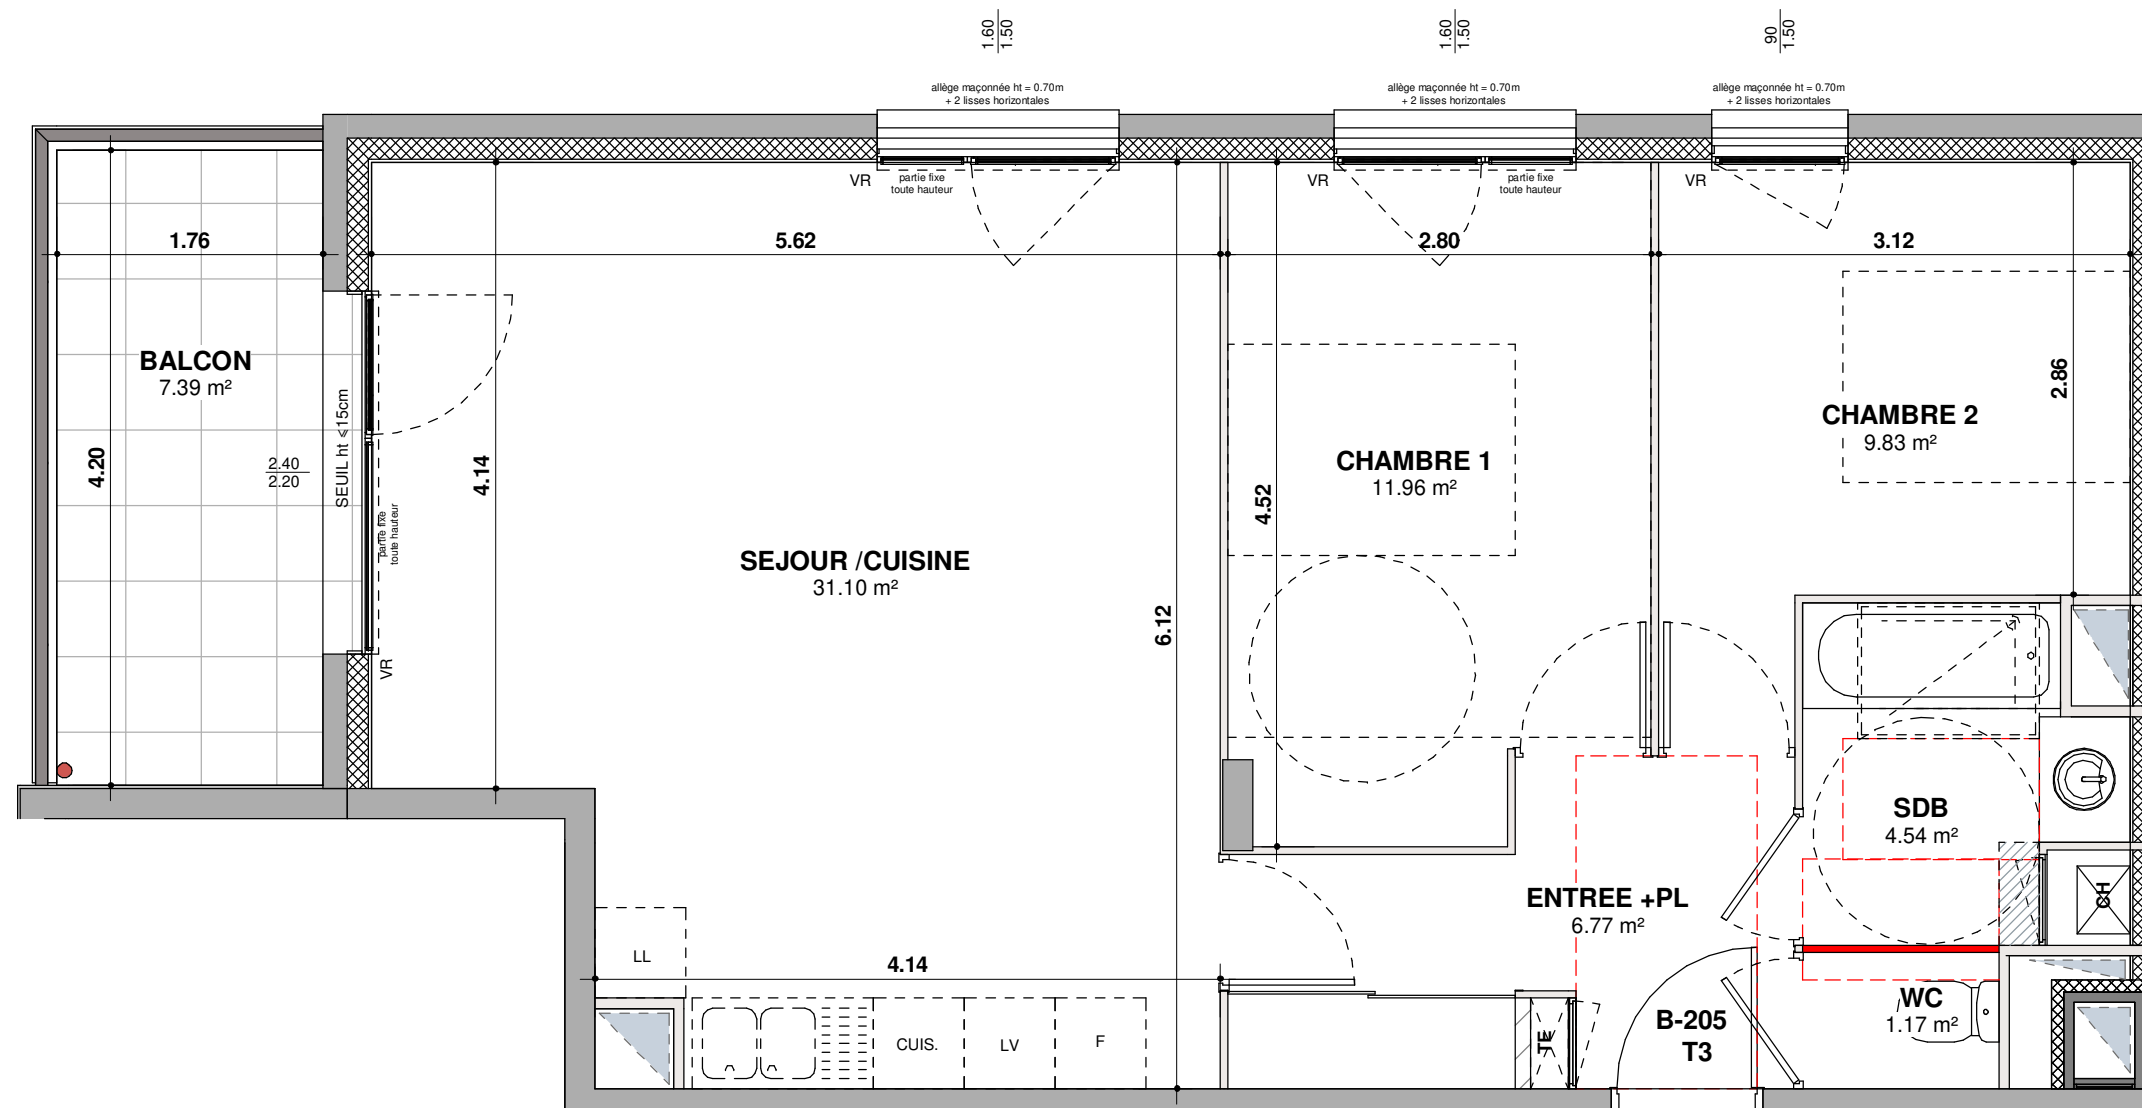 1.60
1.50
1.60
1.50
90
1.50
allège maçonnée ht = 0.70m
+ 2 lisses horizontales
allège maçonnée ht = 0.70m
+ 2 lisses horizontales
allège maçonnée ht = 0.70m
+ 2 lisses horizontales
VR
partie fixe
toute hauteur
VR
partie fixe
toute hauteur
VR
1.76
5.62
2.80
3.12
BALCON
7.39 m²
4.20
2.40
2.20
SEUIL ht ≤15cm
partie fixe
toute hauteur
VR
4.14
SEJOUR /CUISINE
31.10 m²
6.12
4.52
CHAMBRE 1
11.96 m²
CHAMBRE 2
9.83 m²
2.86
SDB
4.54 m²
ENTREE +PL
6.77 m²
CH
LL
4.14
CUIS.
LV
F
TE
B-205
T3
WC
1.17 m²